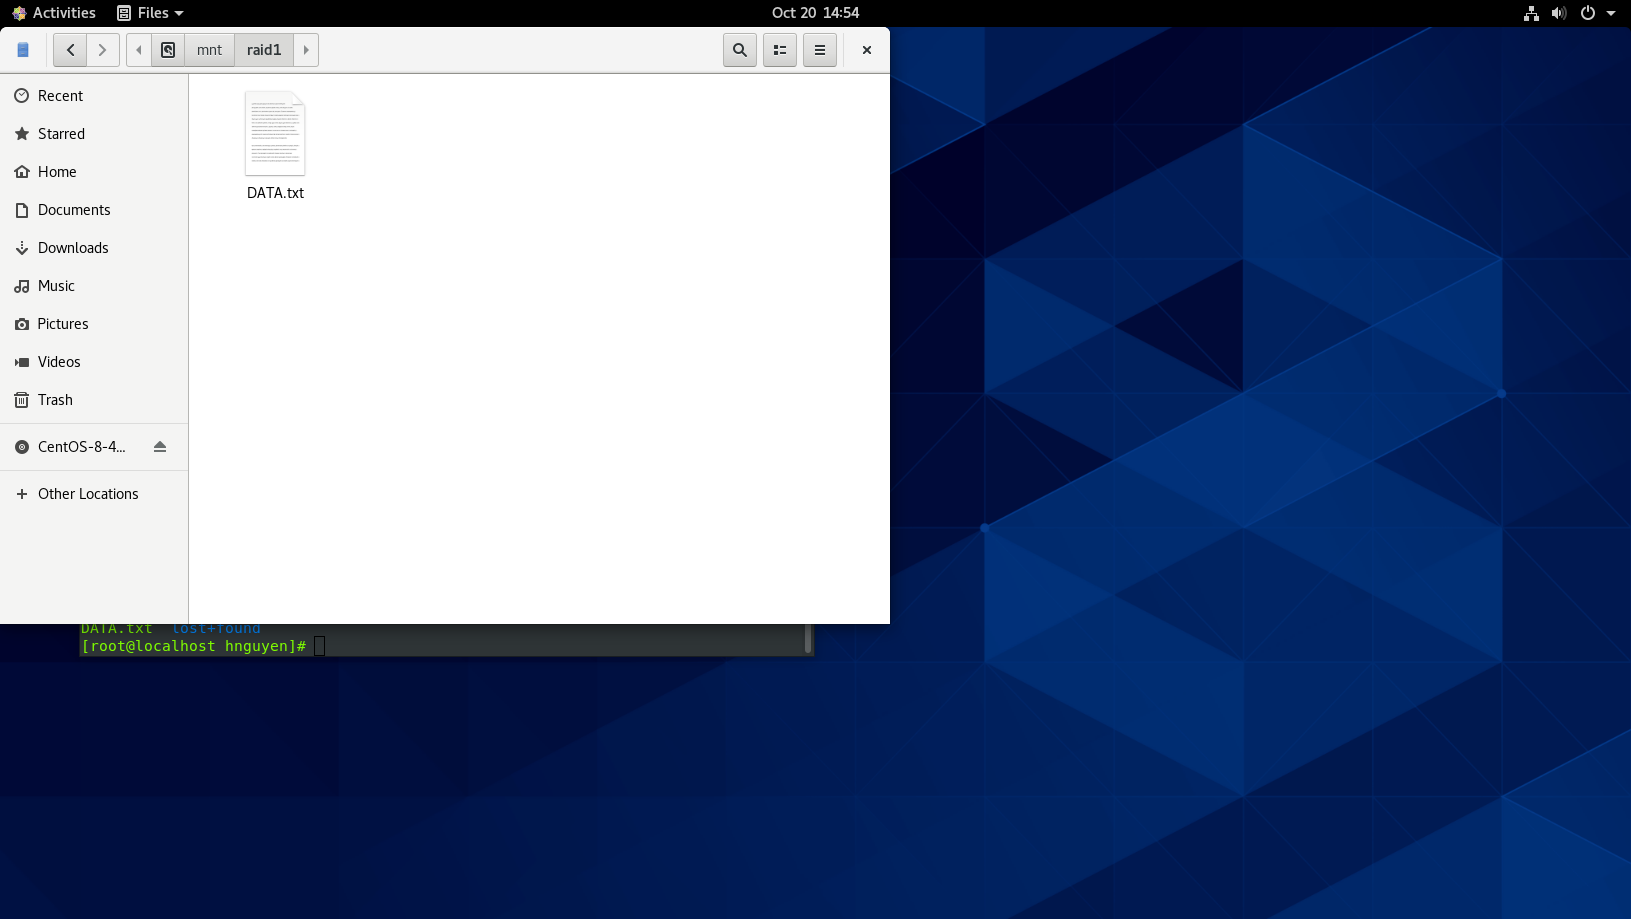 Activities Files Oct 20 14:54
mnt raid1
Recent
Starred
Home
Documents
Downloads
Music
Pictures
Videos
Trash
CentOS-8-4...
Other Locations
DATA.txt
DATA.txt lost+found
[root@localhost hnguyen]#